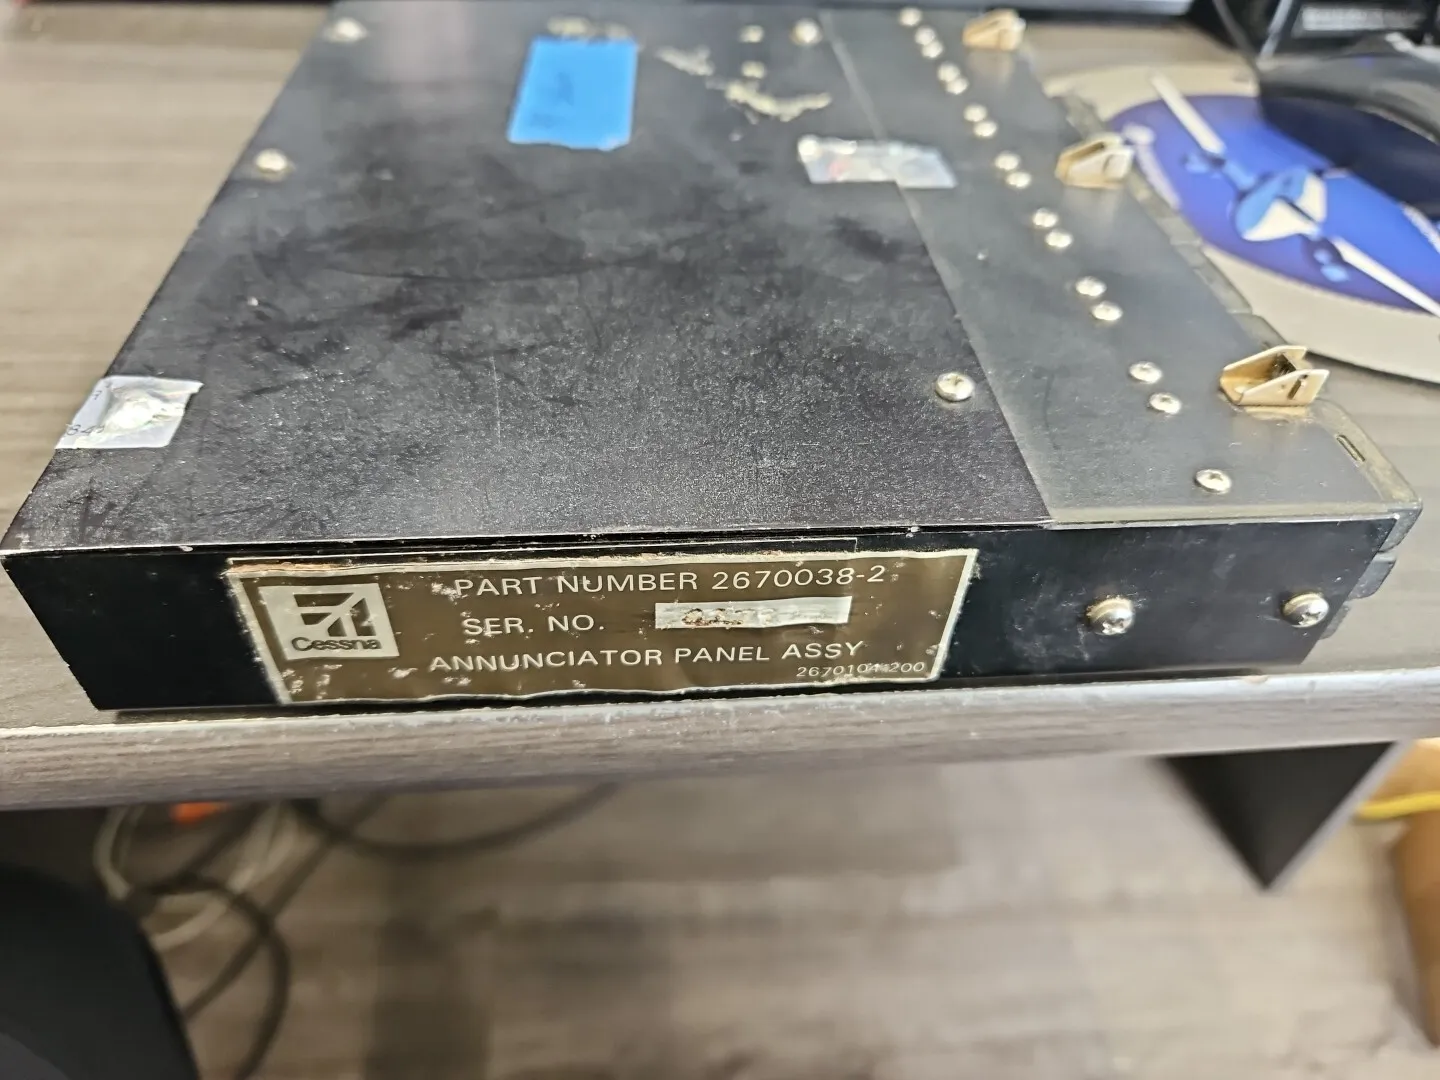 PART NUMBER 2670038-2
SER. NO.
Cessna
ANNUNCIATOR PANEL ASSY